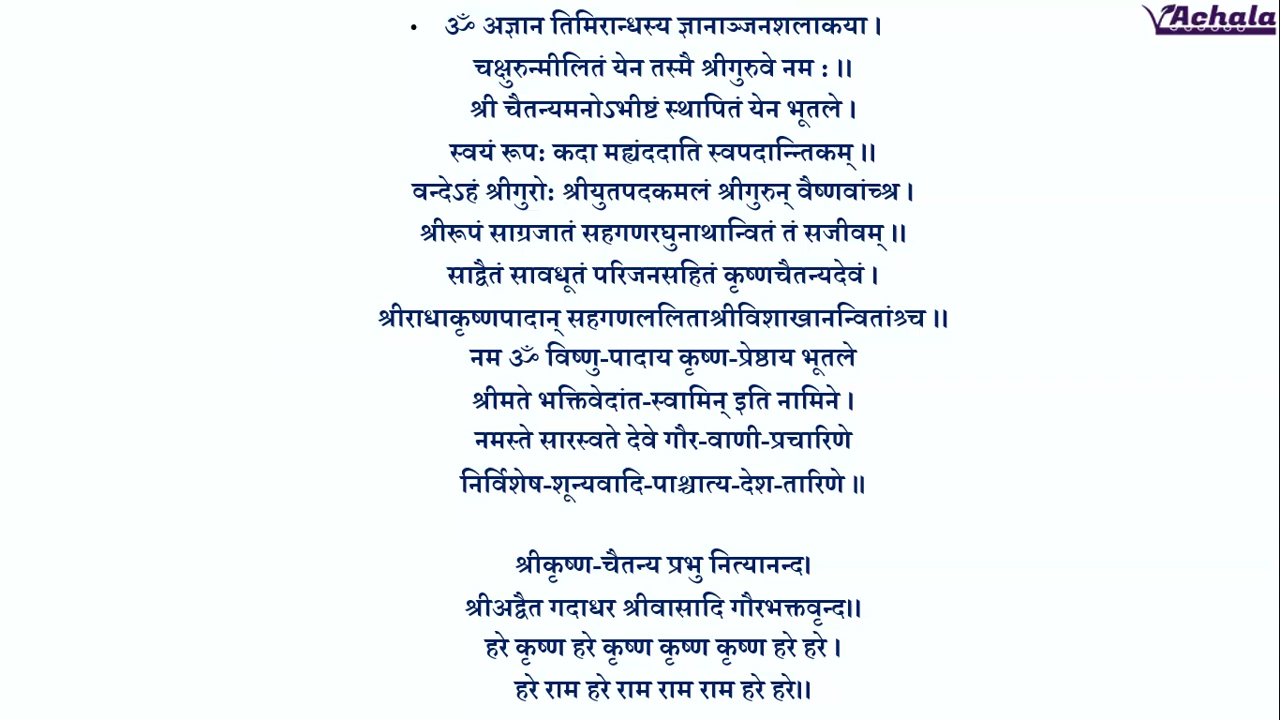 Achala
• ॐ अज्ञान तिमिरान्धस्य ज्ञानाञ्जनशलाकया ।
चक्षुरुन्मीलितं येन तस्मै श्रीगुरुवे नम : ।।
श्री चैतन्यमनोऽभीष्टं स्थापितं येन भूतले ।
स्वयं रूपः कदा मह्यंददाति स्वपदान्न्तिकम् ।।
वन्देऽहं श्रीगुरोः श्रीयुतपदकमलं श्रीगुरुन् वैष्णवांच्श्र ।
श्रीरूपं साग्रजातं सहगणरघुनाथान्वितं तं सजीवम् ।।
साद्वैतं सावधूतं परिजनसहितं कृष्णचैतन्यदेवं ।
श्रीराधाकृष्णपादान् सहगणललिताश्रीविशाखानन्वितांश्र्च ।।
नम ॐ विष्णु-पादाय कृष्ण-प्रेष्ठाय भूतले
श्रीमते भक्तिवेदांत-स्वामिन् इति नामिने ।
नमस्ते सारस्वते देवे गौर-वाणी-प्रचारिणे
निर्विशेष-शून्यवादि-पाश्चात्य-देश-तारिणे ॥
श्रीकृष्ण-चैतन्य प्रभु नित्यानन्द।
श्रीअद्वैत गदाधर श्रीवासादि गौरभक्तवृन्द।।
हरे कृष्ण हरे कृष्ण कृष्ण कृष्ण हरे हरे ।
हरे राम हरे राम राम राम हरे हरे।।